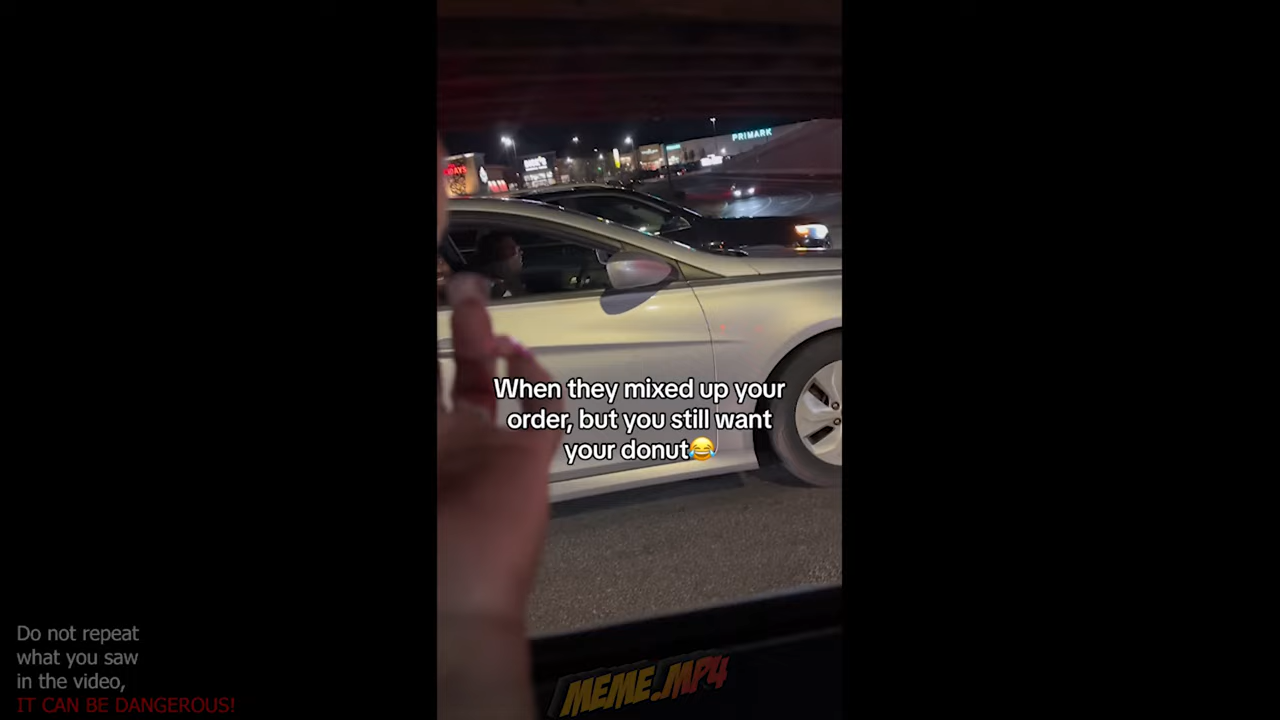 PRIMARK
When they mixed up your
order, but you still want
your donut😂
MEME.MP4
Do not repeat
what you saw
in the video,
IT CAN BE DANGEROUS!